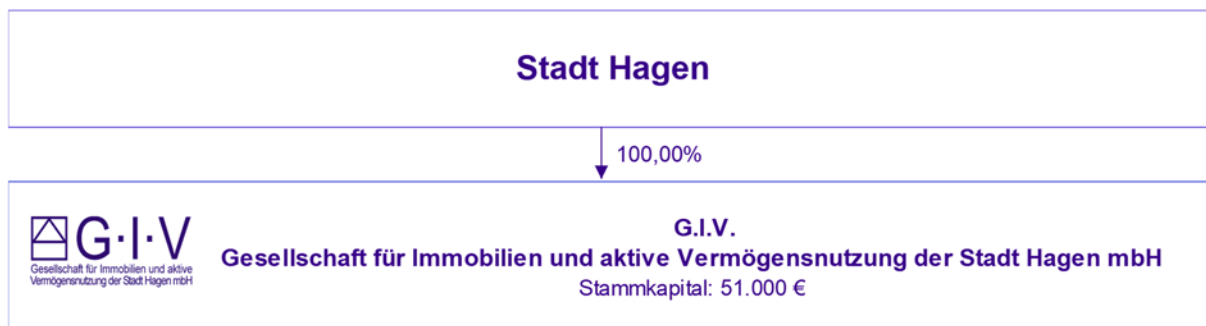 Stadt Hagen
100,00%
G·I·V
Gesellschaft für Immobilien und aktive
Vermögensnutzung der Stadt Hagen mbH
G.I.V.
Gesellschaft für Immobilien und aktive Vermögensnutzung der Stadt Hagen mbH
Stammkapital: 51.000 €